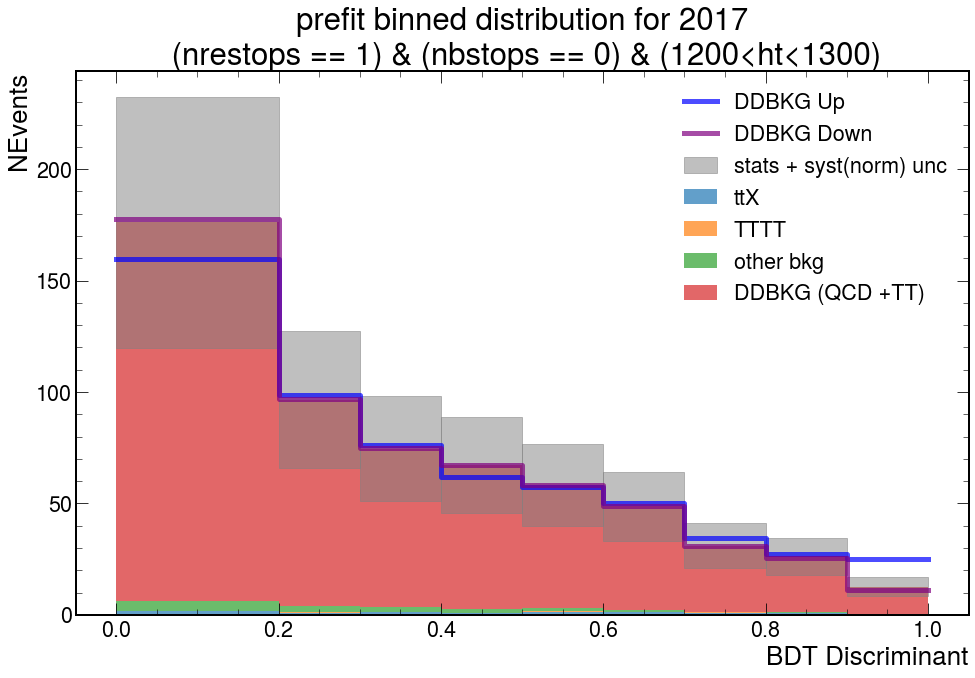 prefit binned distribution for 2017
(nrestops == 1) & (nbstops == 0) & (1200<ht<1300)
NEvents
200
150
100
50
0
DDBKG Up
DDBKG Down
stats + syst(norm) unc
ttX
TTTT
other bkg
DDBKG (QCD +TT)
0.0 0.2 0.4 0.6 0.8 1.0
BDT Discriminant